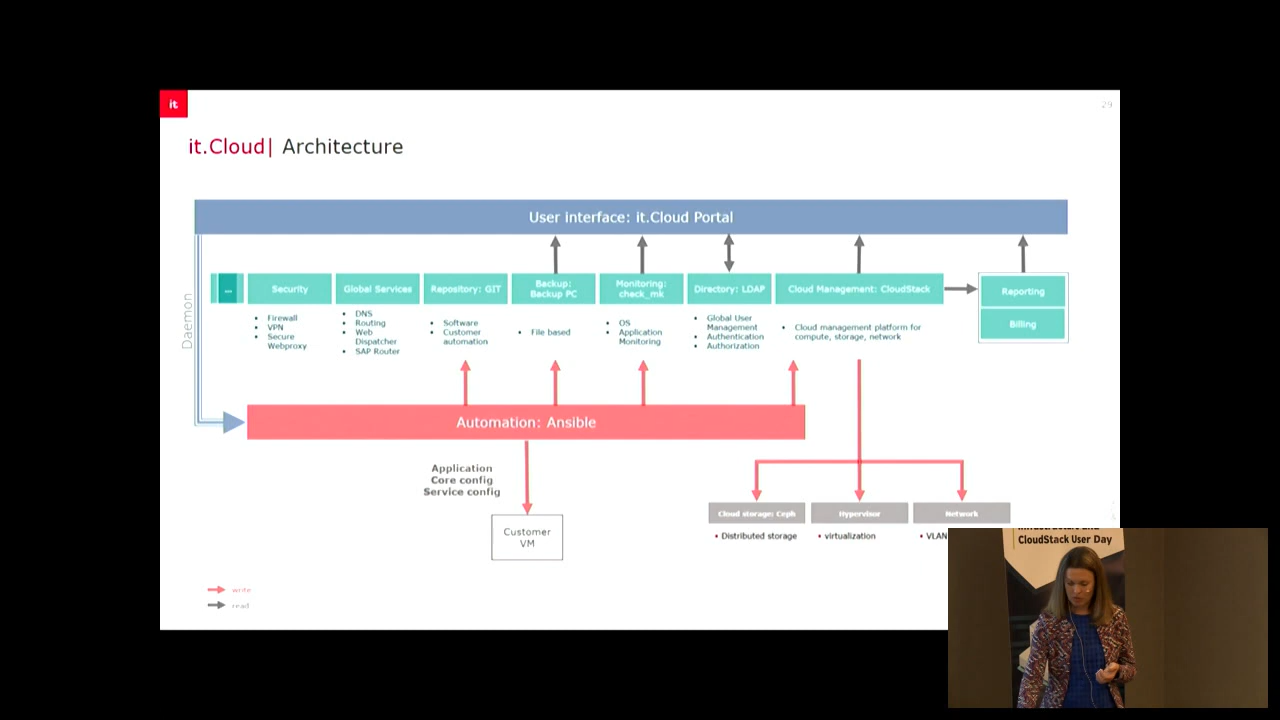 it
29
it.Cloud| Architecture
User interface: it.Cloud Portal
Daemon
...
Security
Global Services
Repository: GIT
Backup:
Backup PC
Monitoring:
check_mk
Directory: LDAP
Cloud Management: CloudStack
Reporting
Billing
• Firewall
• VPN
• Secure
Webproxy
• DNS
• Routing
• Web
Dispatcher
• SAP Router
• Software
• Customer
automation
• File based
• OS
• Application
Monitoring
• Global User
Management
• Authentication
• Authorization
• Cloud management platform for
compute, storage, network
Automation: Ansible
Application
Core config
Service config
Customer
VM
Cloud storage: Ceph
Hypervisor
Network
• Distributed storage
• virtualization
• VLAN
write
read
CloudStack User Day